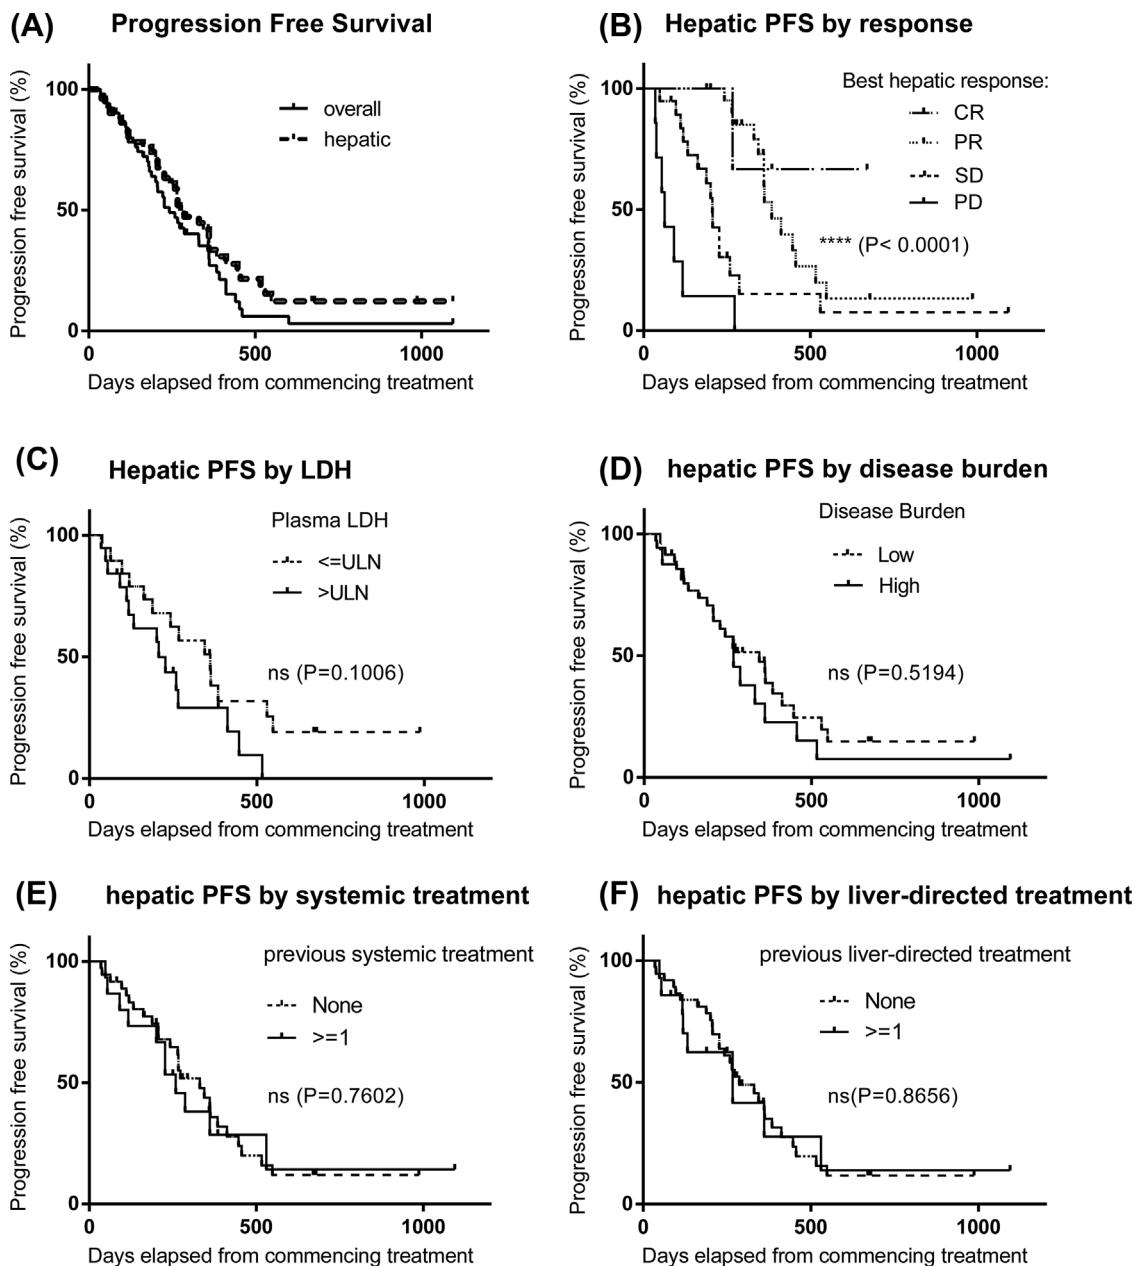 (A) Progression Free Survival
Progression free survival (%)
100
50
0
0 500 1000
Days elapsed from commencing treatment
overall
hepatic
(B) Hepatic PFS by response
Progression free survival (%)
100
50
0
0 500 1000
Days elapsed from commencing treatment
Best hepatic response:
CR
PR
SD
PD
**** (P< 0.0001)
(C) Hepatic PFS by LDH
Progression free survival (%)
100
50
0
0 500 1000
Days elapsed from commencing treatment
Plasma LDH
<=ULN
>ULN
ns (P=0.1006)
(D) hepatic PFS by disease burden
Progression free survival (%)
100
50
0
0 500 1000
Days elapsed from commencing treatment
Disease Burden
Low
High
ns (P=0.5194)
(E) hepatic PFS by systemic treatment
Progression free survival (%)
100
50
0
0 500 1000
Days elapsed from commencing treatment
previous systemic treatment
None
>=1
ns (P=0.7602)
(F) hepatic PFS by liver-directed treatment
Progression free survival (%)
100
50
0
0 500 1000
Days elapsed from commencing treatment
previous liver-directed treatment
None
>=1
ns(P=0.8656)